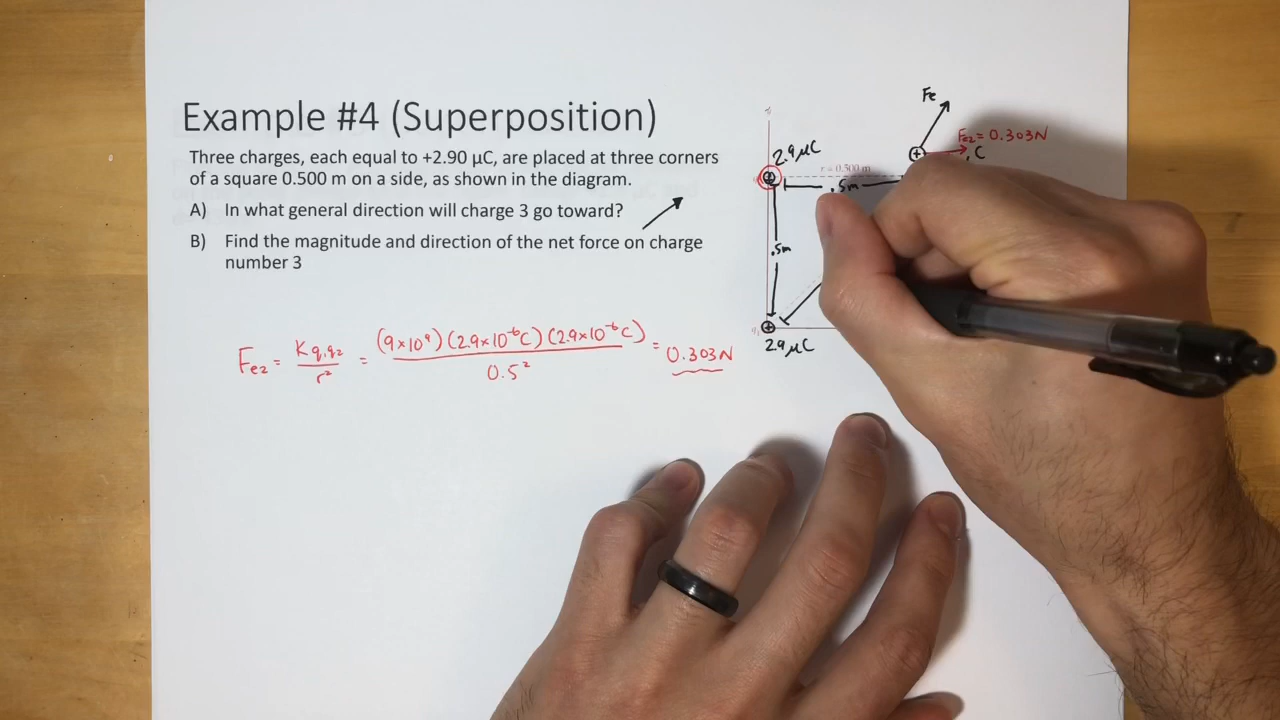 Example #4 (Superposition)
Three charges, each equal to +2.90 μC, are placed at three corners
of a square 0.500 m on a side, as shown in the diagram.
A) In what general direction will charge 3 go toward?
B) Find the magnitude and direction of the net force on charge
number 3
Fe2 = Kq1q2/r² = (9×10⁹)(2.9×10⁻⁶C)(2.9×10⁻⁶C)/0.5² = 0.303N
Fe
Fe2 = 0.303N
C
2.9μC
r = 0.500 m
.5m
.5m
2.9μC